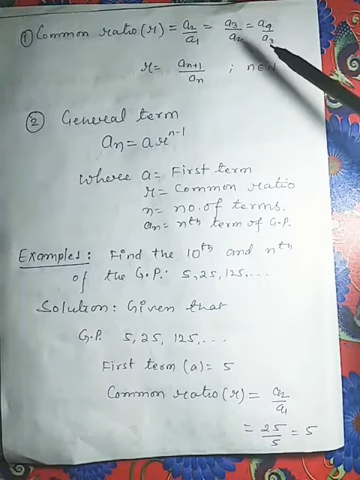 ① Common ratio (r) = a₂/a₁ = a₃/a₂ = a₄/a₃
r = aₙ₊₁/aₙ ; n∈N
② General term
aₙ = arⁿ⁻¹
where a = First term
r = Common ratio
n = no. of terms.
aₙ = nᵗʰ term of G.P.
Examples: Find the 10ᵗʰ and nᵗʰ
of the G.P: 5, 25, 125, ...
Solution: Given that
G.P. 5, 25, 125, ...
First term (a) = 5
Common ratio (r) = a₂/a₁
= 25/5 = 5